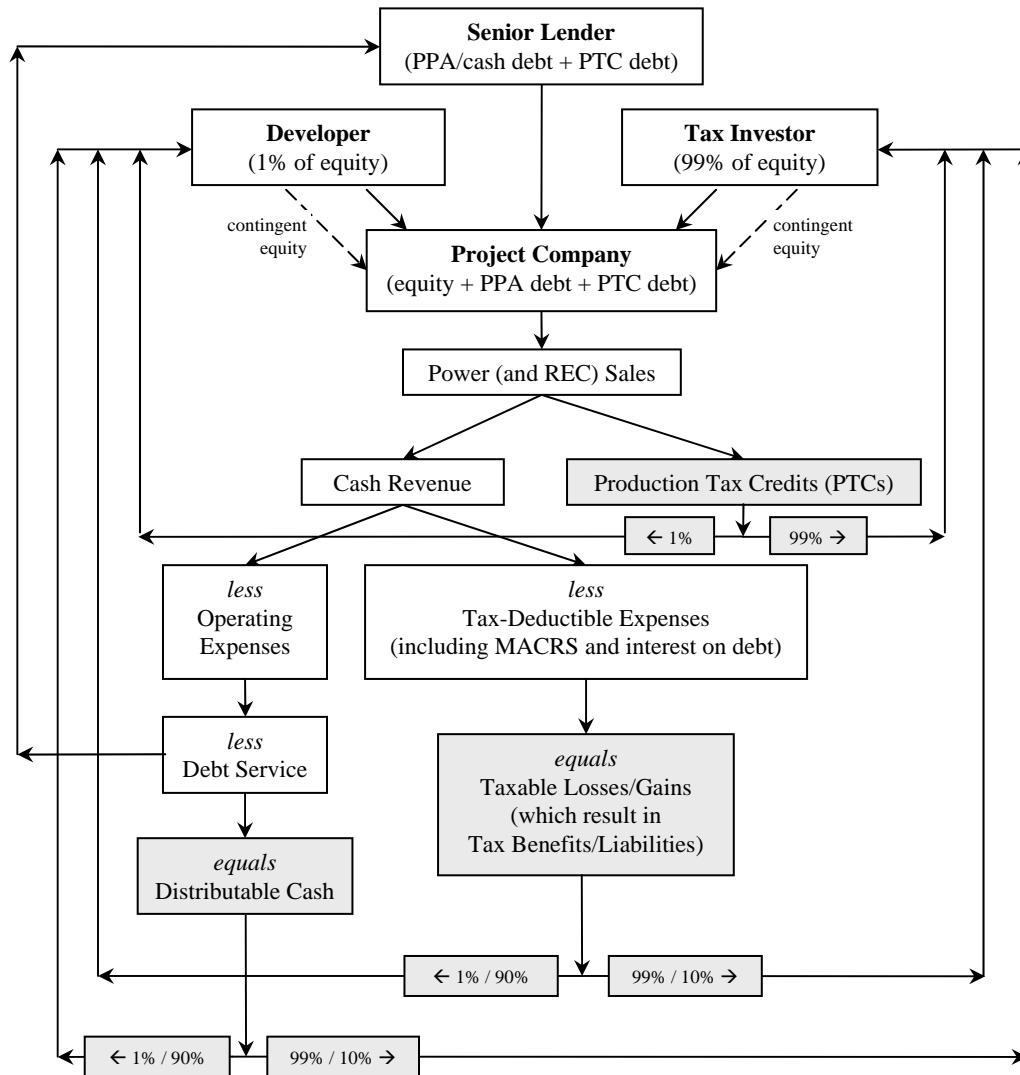 Senior Lender
(PPA/cash debt + PTC debt)
Developer
(1% of equity)
Tax Investor
(99% of equity)
contingent
equity
contingent
equity
Project Company
(equity + PPA debt + PTC debt)
Power (and REC) Sales
Cash Revenue
Production Tax Credits (PTCs)
← 1%
99% →
less
Operating
Expenses
less
Tax-Deductible Expenses
(including MACRS and interest on debt)
less
Debt Service
equals
Taxable Losses/Gains
(which result in
Tax Benefits/Liabilities)
equals
Distributable Cash
← 1% / 90%
99% / 10% →
← 1% / 90%
99% / 10% →